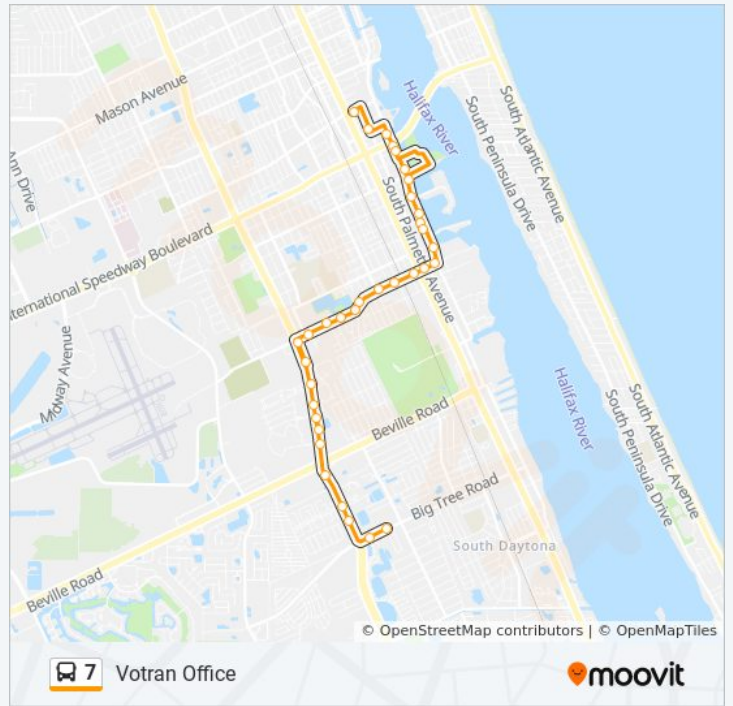 Mason Avenue
Halifax River
South Atlantic Avenue
South Peninsula Drive
Ann Drive
South Palmetto Avenue
nternational Speedway Boulevard
Midway Avenue
Halifax River
Beville Road
South Atlantic Avenue
South Peninsula Drive
Big Tree Road
South Daytona
Beville Road
© OpenStreetMap contributors | © OpenMapTiles
7 Votran Office
moovit